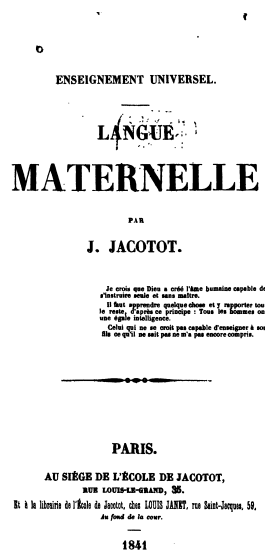 ENSEIGNEMENT UNIVERSEL.
LANGUE
MATERNELLE
PAR
J. JACOTOT.
Je crois que Dieu a créé l'âme humaine capable de
s'instruire seule et sans maître.
Il faut apprendre quelque chose et y rapporter tou
le reste, d'après ce principe : Tous les hommes on
une égale intelligence.
Celui qui ne se croit pas capable d'enseigner à son
fils ce qu'il ne sait pas ne m'a pas encore compris.
PARIS.
AU SIÉGE DE L'ÉCOLE DE JACOTOT,
RUE LOUIS-LE-GRAND, 35.
Et à la librairie de l'École de Jacotot, chez LOUIS JANET, rue Saint-Jacques, 59,
Au fond de la cour.
1841